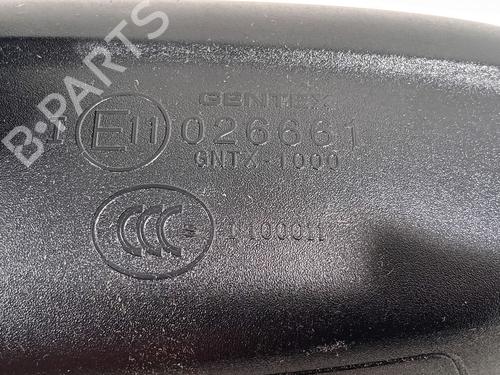 B-PARTS
GENTEX
I E11 026661
GNTX-1000
CCC S 1100011